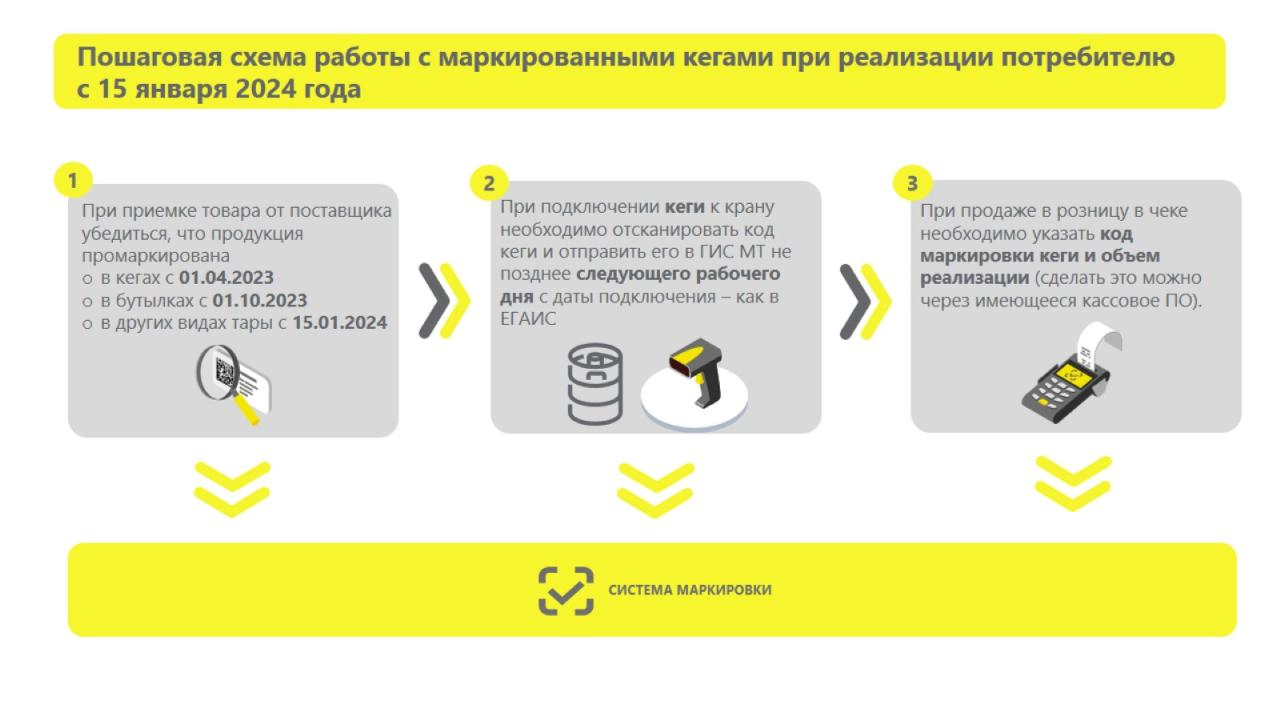 Пошаговая схема работы с маркированными кегами при реализации потребителю
с 15 января 2024 года
1
При приемке товара от поставщика
убедиться, что продукция
промаркирована
o в кегах с 01.04.2023
o в бутылках с 01.10.2023
o в других видах тары с 15.01.2024
2
При подключении кеги к крану
необходимо отсканировать код
кеги и отправить его в ГИС МТ не
позднее следующего рабочего
дня с даты подключения – как в
ЕГАИС
3
При продаже в розницу в чеке
необходимо указать код
маркировки кеги и объем
реализации (сделать это можно
через имеющееся кассовое ПО).
СИСТЕМА МАРКИРОВКИ